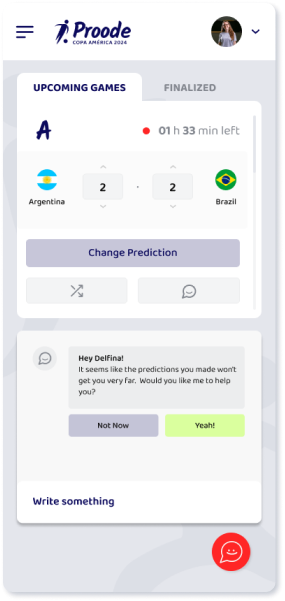 Proode
COPA AMÉRICA 2024
UPCOMING GAMES FINALIZED
A 01 h 33 min left
2 · 2
Argentina Brazil
Change Prediction
Hey Delfina!
It seems like the predictions you made won't
get you very far. Would you like me to help
you?
Not Now Yeah!
Write something